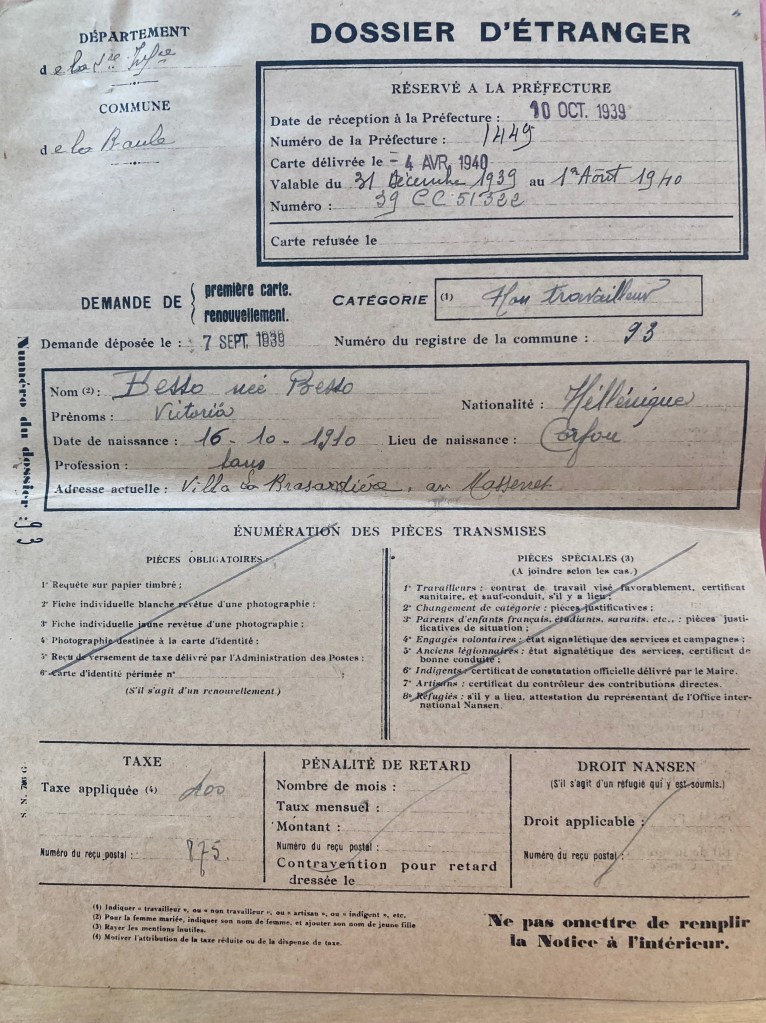 DÉPARTEMENT
de la Sre Infre
COMMUNE
de la Baule
DOSSIER D'ÉTRANGER
RÉSERVÉ A LA PRÉFECTURE
Date de réception à la Préfecture : 10 OCT. 1939
Numéro de la Préfecture : 1449
Carte délivrée le - 4 AVR. 1940
Valable du 31 Décembre 1939 au 1er Août 1940
Numéro : 39 CC 51322
Carte refusée le
DEMANDE DE { première carte.
renouvellement.
CATÉGORIE (1) Non travailleur
Demande déposée le : 7 SEPT. 1939
Numéro du registre de la commune : 93
Numéro du dossier : 93
Nom (2) : Besso née Besso
Prénoms : Victoria
Nationalité : Héllénique
Date de naissance : 16-10-1910 Lieu de naissance : Corfou
Profession : sans
Adresse actuelle : Villa la Brasardière, av Massenet
ÉNUMÉRATION DES PIÈCES TRANSMISES
PIÈCES OBLIGATOIRES :
1° Requête sur papier timbré ;
2° Fiche individuelle blanche revêtue d'une photographie ;
3° Fiche individuelle jaune revêtue d'une photographie ;
4° Photographie destinée à la carte d'identité ;
5° Reçu de versement de taxe délivré par l'Administration des Postes ;
6° Carte d'identité périmée n°
(S'il s'agit d'un renouvellement.)
PIÈCES SPÉCIALES (3)
(A joindre selon les cas.)
1° Travailleurs : contrat de travail visé favorablement, certificat
sanitaire, et sauf-conduit, s'il y a lieu ;
2° Changement de catégorie : pièces justificatives ;
3° Parents d'enfants français, étudiants, savants, etc., : pièces justi-
ficatives de situation ;
4° Engagés volontaires : état signalétique des services et campagnes ;
5° Anciens légionnaires : état signalétique des services, certificat de
bonne conduite ;
6° Indigents : certificat de constatation officielle délivré par le Maire.
7° Artisans : certificat du contrôleur des contributions directes.
8° Réfugiés : s'il y a lieu, attestation du représentant de l'Office inter-
national Nansen.
TAXE
Taxe appliquée (4) 100
Numéro du reçu postal : 875.
PÉNALITÉ DE RETARD
Nombre de mois :
Taux mensuel :
Montant :
Numéro du reçu postal :
Contravention pour retard
dressée le
DROIT NANSEN
(S'il s'agit d'un réfugié qui y est soumis.)
Droit applicable :
Numéro du reçu postal :
S. N. 706 G
(1) Indiquer « travailleur », ou « non travailleur », ou « artisan », ou « indigent », etc.
(2) Pour la femme mariée, indiquer son nom de femme, et ajouter son nom de jeune fille
(3) Rayer les mentions inutiles.
(4) Motiver l'attribution de la taxe réduite ou de la dispense de taxe.
Ne pas omettre de remplir
la Notice à l'intérieur.